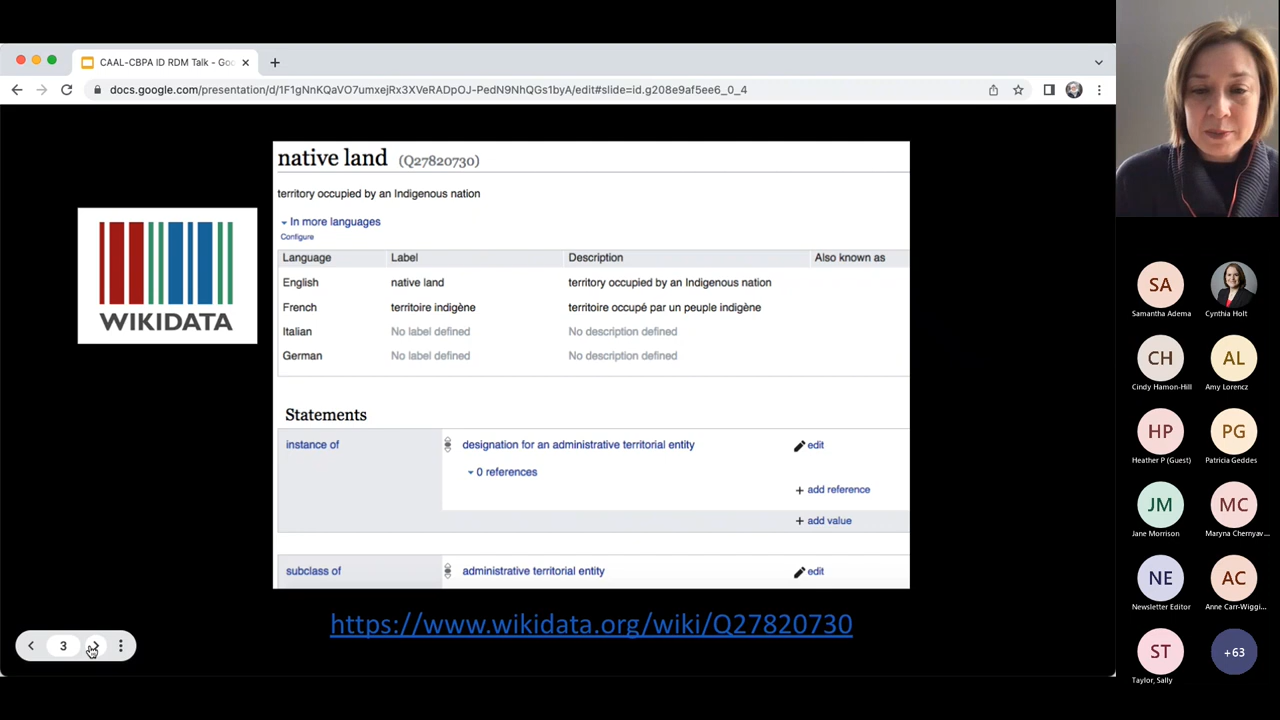 CAAL-CBPA ID RDM Talk - Goo
docs.google.com/presentation/d/1F1gNnKQaVO7umxejRx3XVeRADpOJ-PedN9NhQGs1byA/edit#slide=id.g208e9af5ee6_0_4
WIKIDATA
native land (Q27820730)
territory occupied by an Indigenous nation
In more languages
Configure
Language Label Description Also known as
English native land territory occupied by an Indigenous nation
French territoire indigène territoire occupé par un peuple indigène
Italian No label defined No description defined
German No label defined No description defined
Statements
instance of designation for an administrative territorial entity edit
0 references
+ add reference
+ add value
subclass of administrative territorial entity edit
https://www.wikidata.org/wiki/Q27820730
3
SA
Samantha Adema Cynthia Holt
CH AL
Cindy Hamon-Hill Amy Lorencz
HP PG
Heather P (Guest) Patricia Geddes
JM MC
Jane Morrison Maryna Chernyav...
NE AC
Newsletter Editor Anne Carr-Wiggi...
ST +63
Taylor, Sally